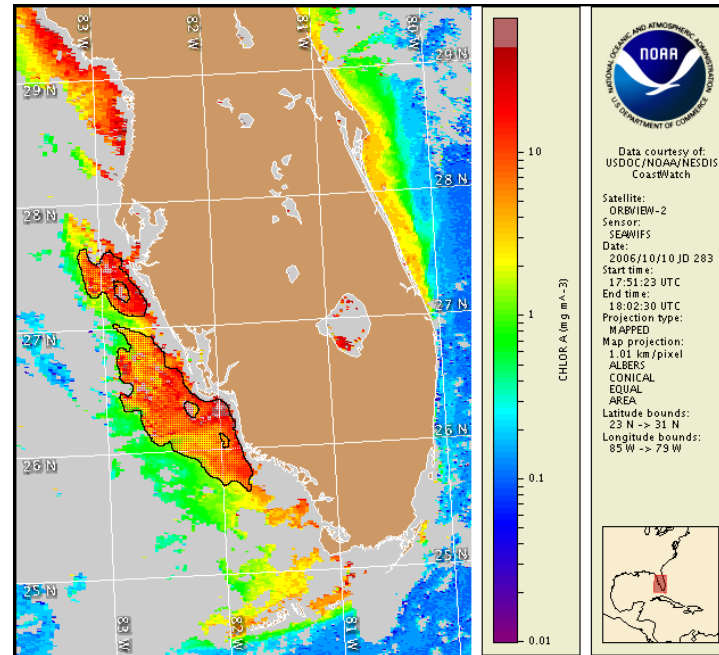 83 W
82 W
81 W
80 W
29 N
29 N
28 N
28 N
27 N
27 N
26 N
26 N
25 N
25 N
83 W
82 W
81 W
10
1
0.1
0.01
CHLOR A (mg m^-3)
NATIONAL OCEANIC AND ATMOSPHERIC ADMINISTRATION
NOAA
U.S. DEPARTMENT OF COMMERCE
Data courtesy of:
USDOC/NOAA/NESDIS
CoastWatch
Satellite:
ORBVIEW-2
Sensor:
SEAWIFS
Date:
2006/10/10 JD 283
Start time:
17:51:23 UTC
End time:
18:02:30 UTC
Projection type:
MAPPED
Map projection:
1.01 km/pixel
ALBERS
CONICAL
EQUAL
AREA
Latitude bounds:
23 N -> 31 N
Longitude bounds:
85 W -> 79 W